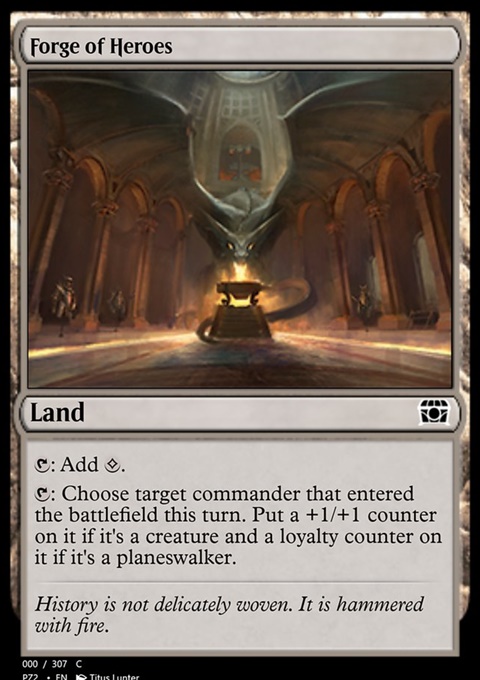 Forge of Heroes
Land
: Add .
: Choose target commander that entered
the battlefield this turn. Put a +1/+1 counter
on it if it's a creature and a loyalty counter on
it if it's a planeswalker.
History is not delicately woven. It is hammered
with fire.
000 / 307 C
PZ2 • EN Titus Lunter